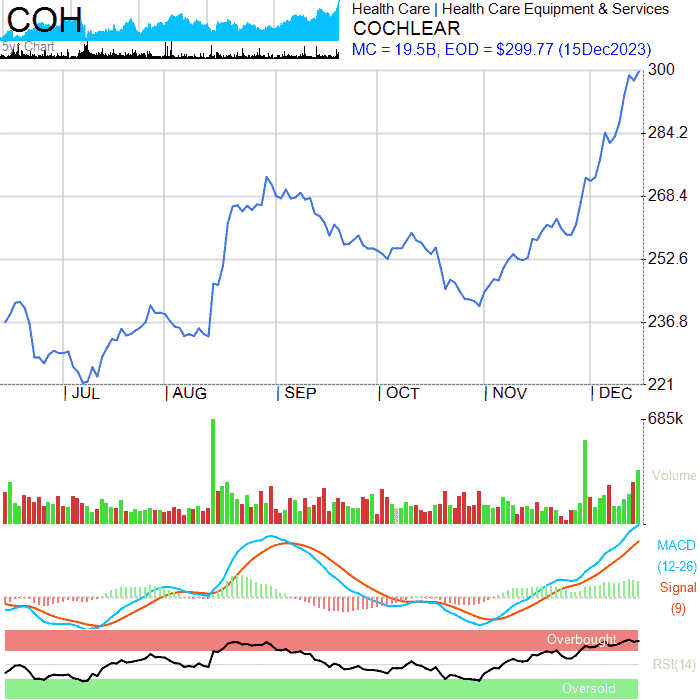 COH
5yr Chart
Health Care | Health Care Equipment & Services
COCHLEAR
MC = 19.5B, EOD = $299.77 (15Dec2023)
300
284.2
268.4
252.6
236.8
221
| JUL | AUG | SEP | OCT | NOV | DEC
685k
Volume
MACD
(12-26)
Signal
(9)
Overbought
RSI(14)
Oversold